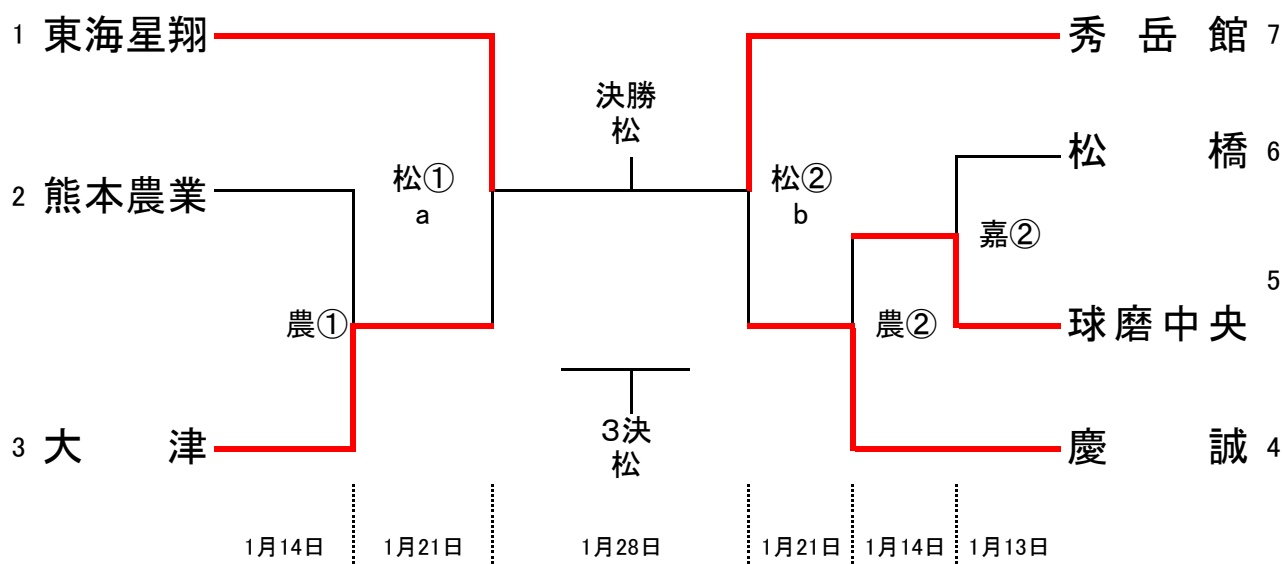 1 東海星翔
秀岳館 7
決勝
松
松橋 6
2 熊本農業
松①
a
松②
b
嘉②
5
農①
農②
球磨中央
3 大津
3決
松
慶誠 4
1月14日 1月21日 1月28日 1月21日 1月14日 1月13日